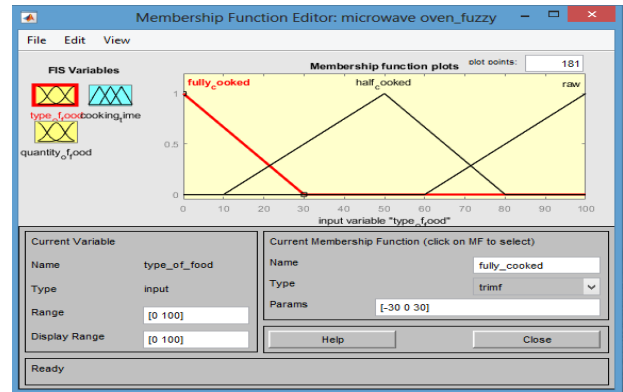 Membership Function Editor: microwave oven_fuzzy
File Edit View
FIS Variables
type_of_food cooking_time
quantity_of_food
Membership function plots plot points: 181
fully_cooked half_cooked raw
1
0.5
0
0 10 20 30 40 50 60 70 80 90 100
input variable "type_of_food"
Current Variable
Name type_of_food
Type input
Range [0 100]
Display Range [0 100]
Current Membership Function (click on MF to select)
Name fully_cooked
Type trimf
Params [-30 0 30]
Help Close
Ready